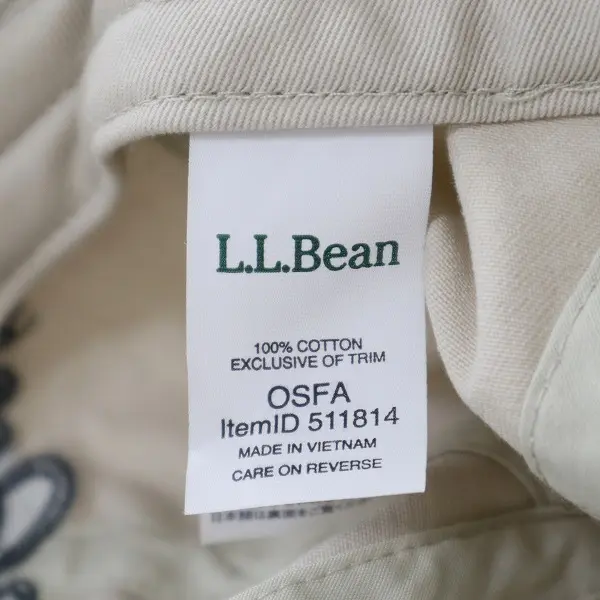 L.L.Bean
100% COTTON
EXCLUSIVE OF TRIM
OSFA
ItemID 511814
MADE IN VIETNAM
CARE ON REVERSE